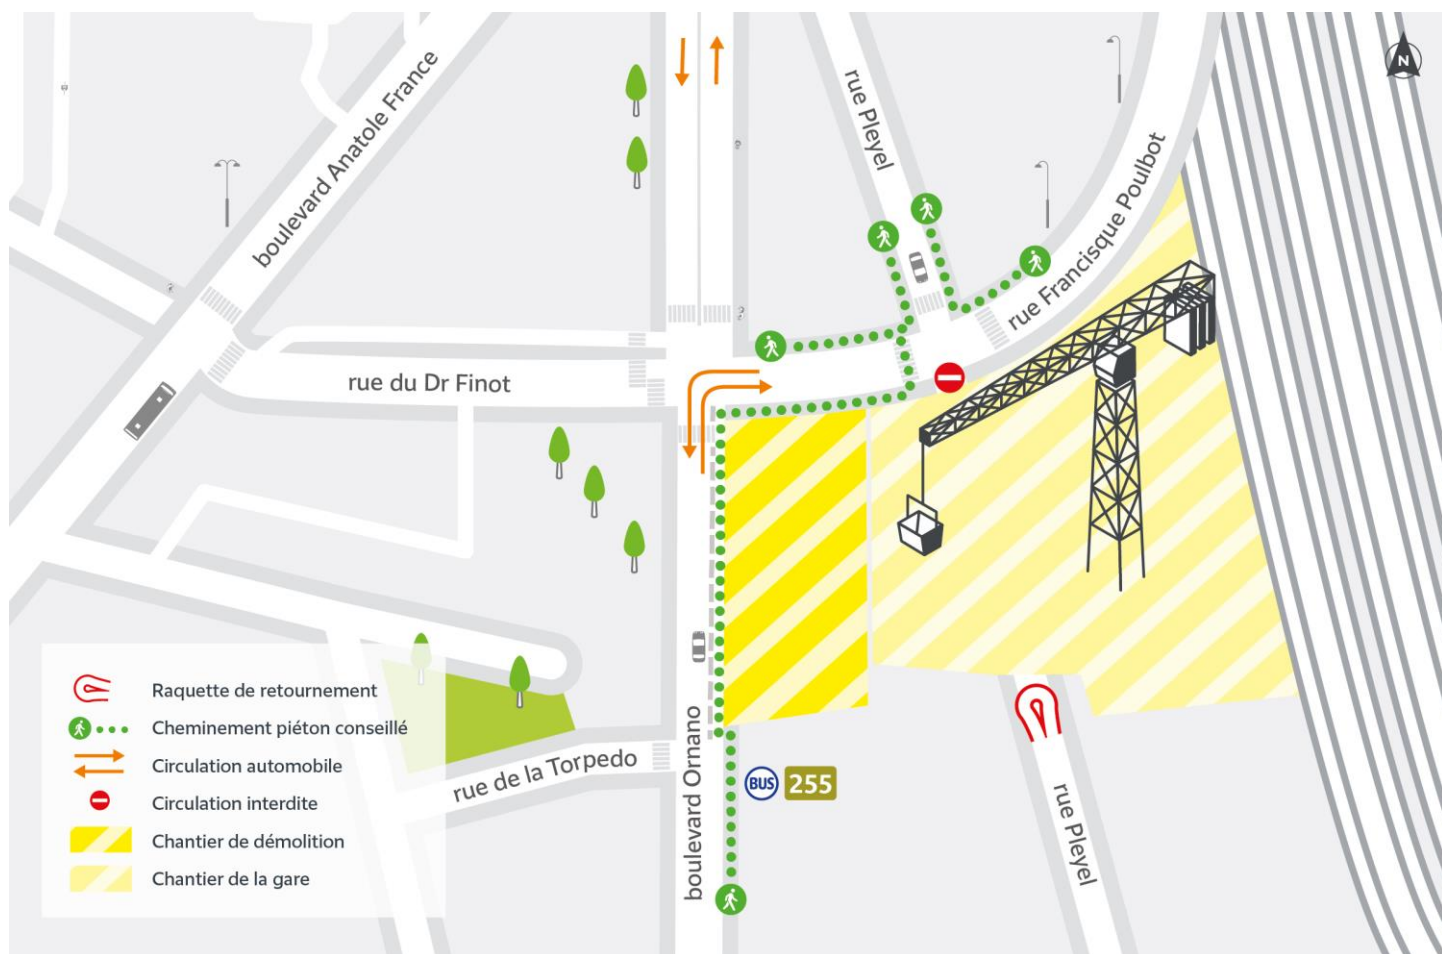 N
boulevard Anatole France
rue Pleyel
rue Francisque Poulbot
rue du Dr Finot
Raquette de retournement
Cheminement piéton conseillé
Circulation automobile
Circulation interdite
Chantier de démolition
Chantier de la gare
rue de la Torpedo
boulevard Ornano
BUS 255
rue Pleyel